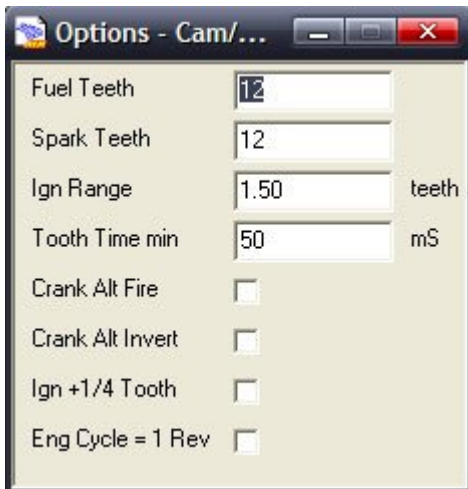 Options - Cam/...
Fuel Teeth 12
Spark Teeth 12
Ign Range 1.50 teeth
Tooth Time min 50 mS
Crank Alt Fire
Crank Alt Invert
Ign +1/4 Tooth
Eng Cycle = 1 Rev